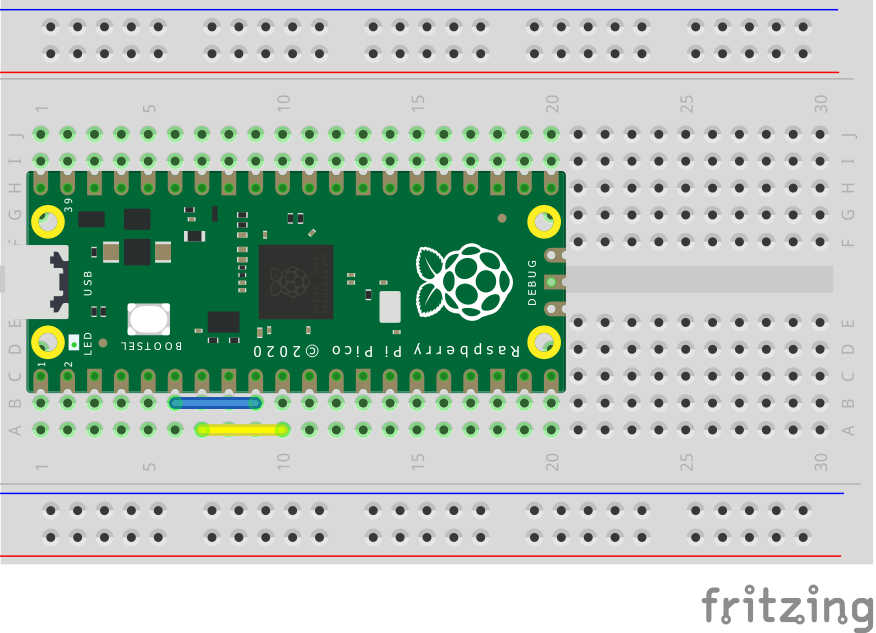 1 5 10 15 20 25 30
J J
I I
H H
G G
F F
39
USB
DEBUG
E E
D D
C C
B B
A A
LED
1
2
BOOTSEL
Raspberry Pi Pico ©2020
1 5 10 15 20 25 30
fritzing